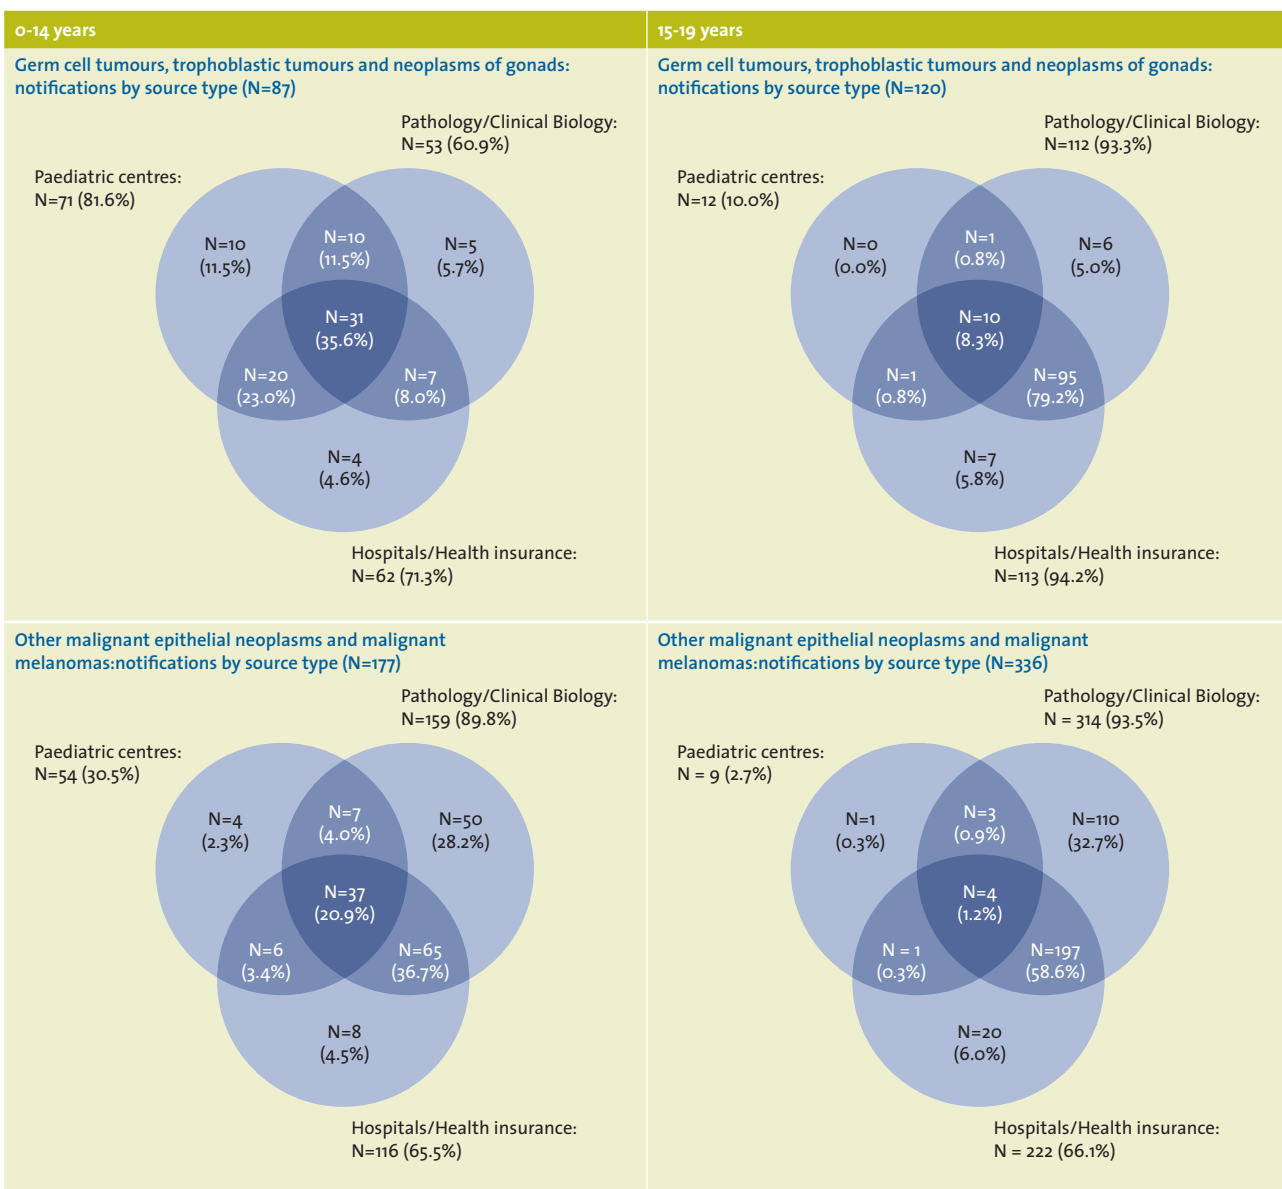 0-14 years
15-19 years
Germ cell tumours, trophoblastic tumours and neoplasms of gonads:
notifications by source type (N=87)
Pathology/Clinical Biology:
N=53 (60.9%)
Paediatric centres:
N=71 (81.6%)
N=10
(11.5%)
N=10
(11.5%)
N=5
(5.7%)
N=31
(35.6%)
N=20
(23.0%)
N=7
(8.0%)
N=4
(4.6%)
Hospitals/Health insurance:
N=62 (71.3%)
Germ cell tumours, trophoblastic tumours and neoplasms of gonads:
notifications by source type (N=120)
Pathology/Clinical Biology:
N=112 (93.3%)
Paediatric centres:
N=12 (10.0%)
N=0
(0.0%)
N=1
(0.8%)
N=6
(5.0%)
N=10
(8.3%)
N=1
(0.8%)
N=95
(79.2%)
N=7
(5.8%)
Hospitals/Health insurance:
N=113 (94.2%)
Other malignant epithelial neoplasms and malignant
melanomas:notifications by source type (N=177)
Pathology/Clinical Biology:
N=159 (89.8%)
Paediatric centres:
N=54 (30.5%)
N=4
(2.3%)
N=7
(4.0%)
N=50
(28.2%)
N=37
(20.9%)
N=6
(3.4%)
N=65
(36.7%)
N=8
(4.5%)
Hospitals/Health insurance:
N=116 (65.5%)
Other malignant epithelial neoplasms and malignant
melanomas:notifications by source type (N=336)
Pathology/Clinical Biology:
N = 314 (93.5%)
Paediatric centres:
N = 9 (2.7%)
N=1
(0.3%)
N=3
(0.9%)
N=110
(32.7%)
N=4
(1.2%)
N = 1
(0.3%)
N=197
(58.6%)
N=20
(6.0%)
Hospitals/Health insurance:
N = 222 (66.1%)